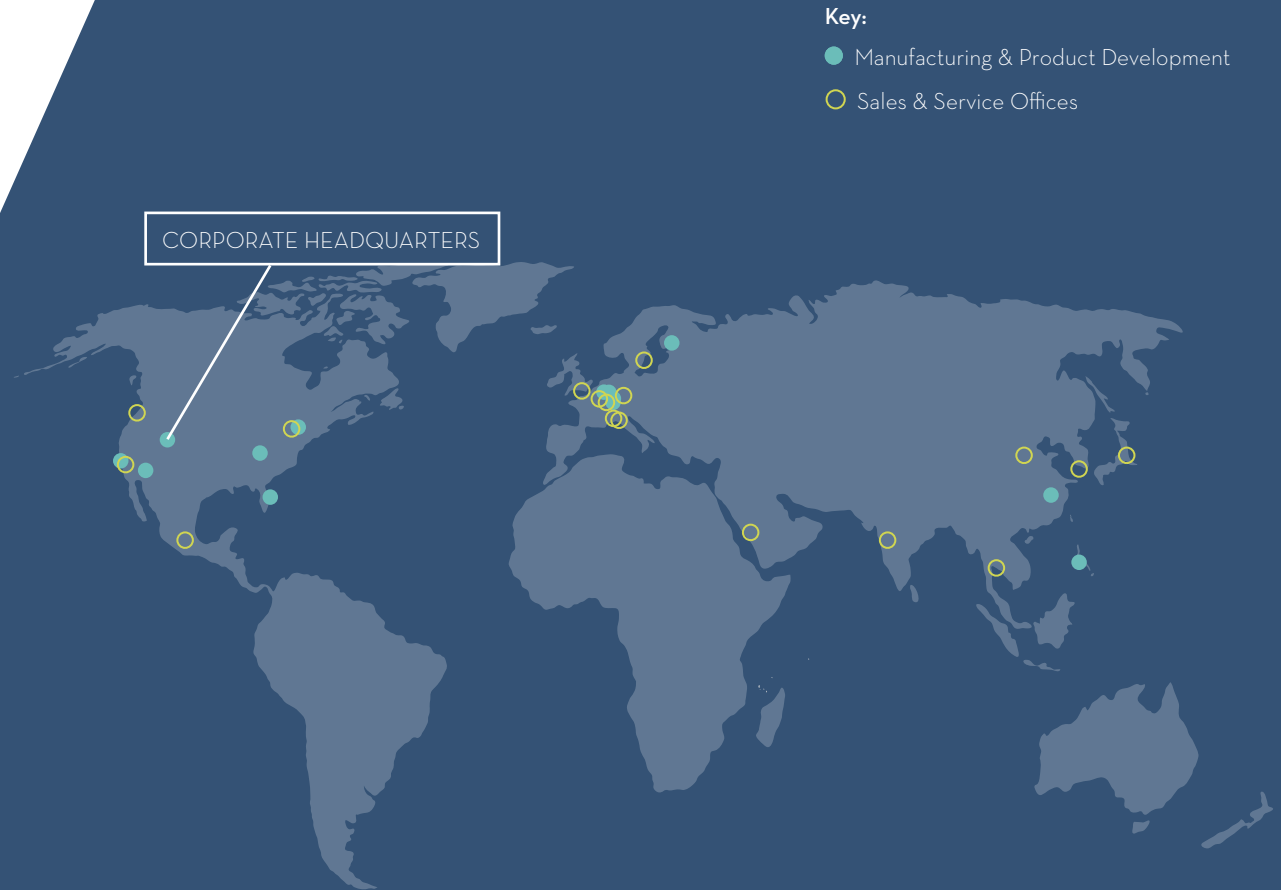 Key:
Manufacturing & Product Development
Sales & Service Offices
CORPORATE HEADQUARTERS